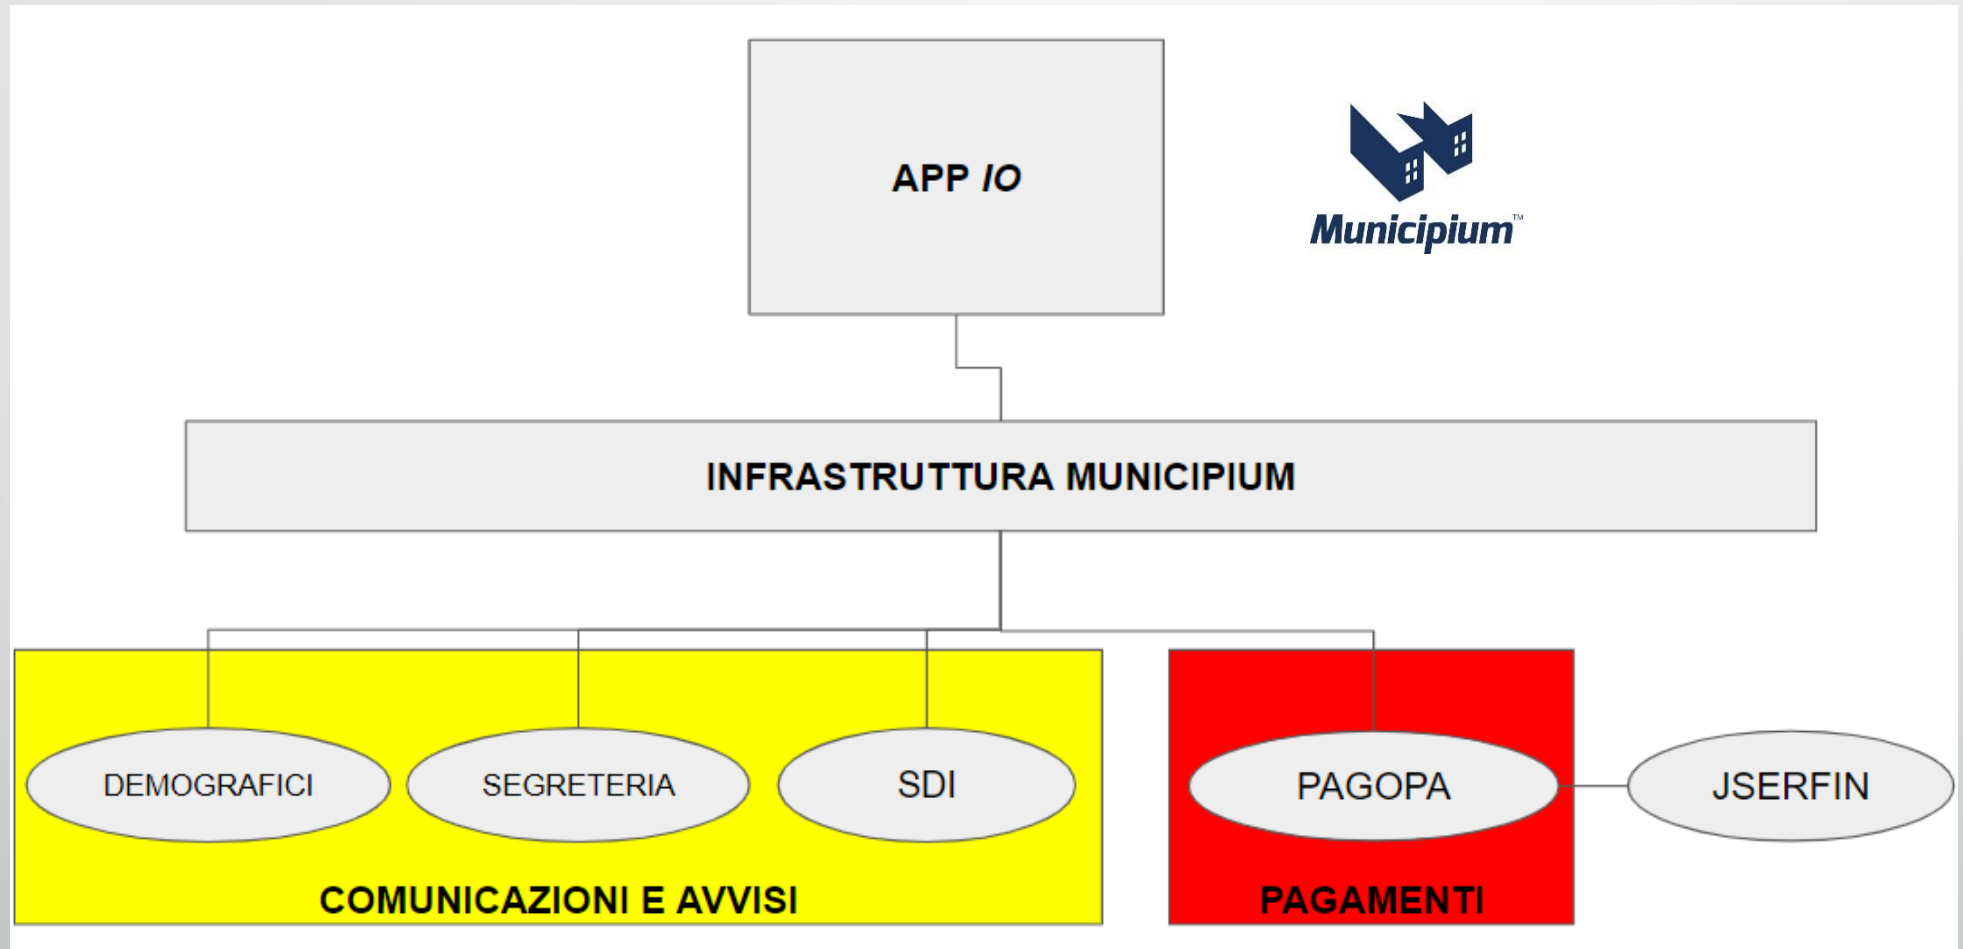 APP IO
Municipium™
INFRASTRUTTURA MUNICIPIUM
DEMOGRAFICI
SEGRETERIA
SDI
PAGOPA
JSERFIN
COMUNICAZIONI E AVVISI
PAGAMENTI